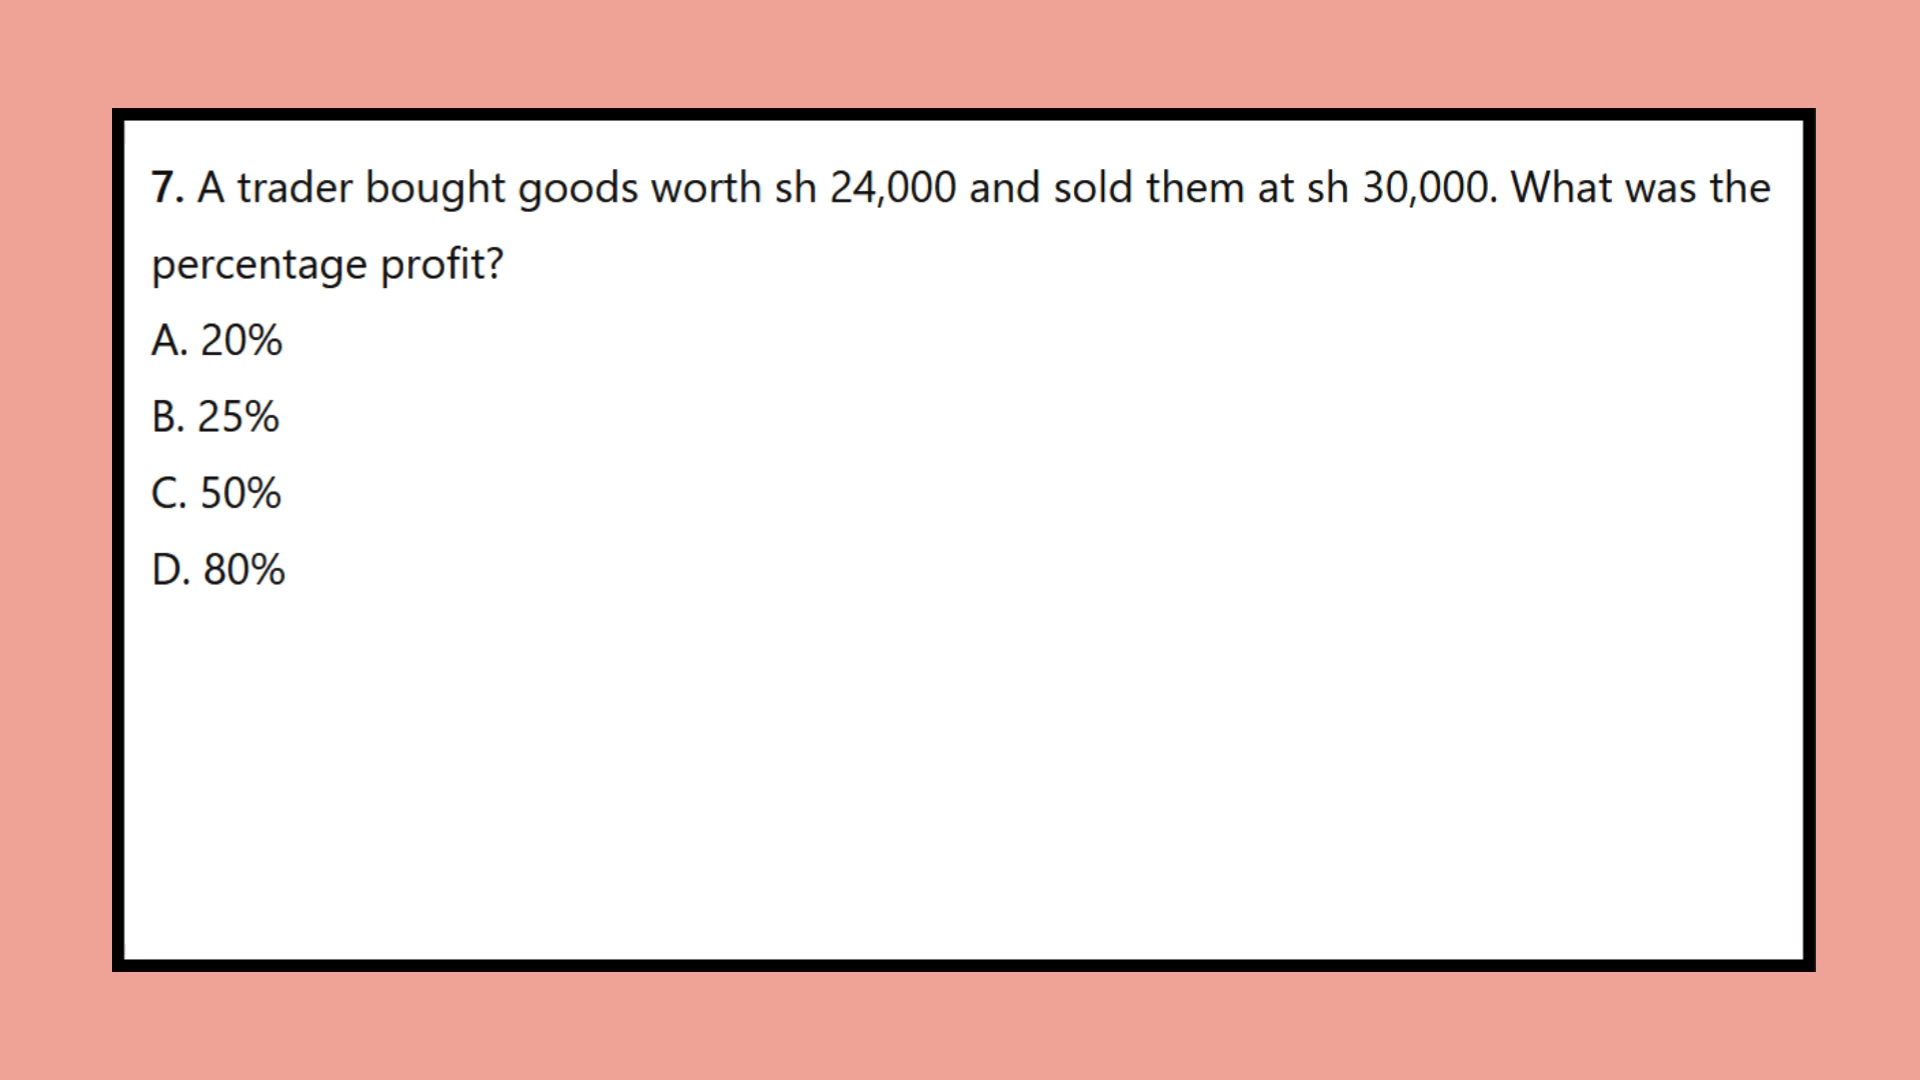 7. A trader bought goods worth sh 24,000 and sold them at sh 30,000. What was the
percentage profit?
A. 20%
B. 25%
C. 50%
D. 80%